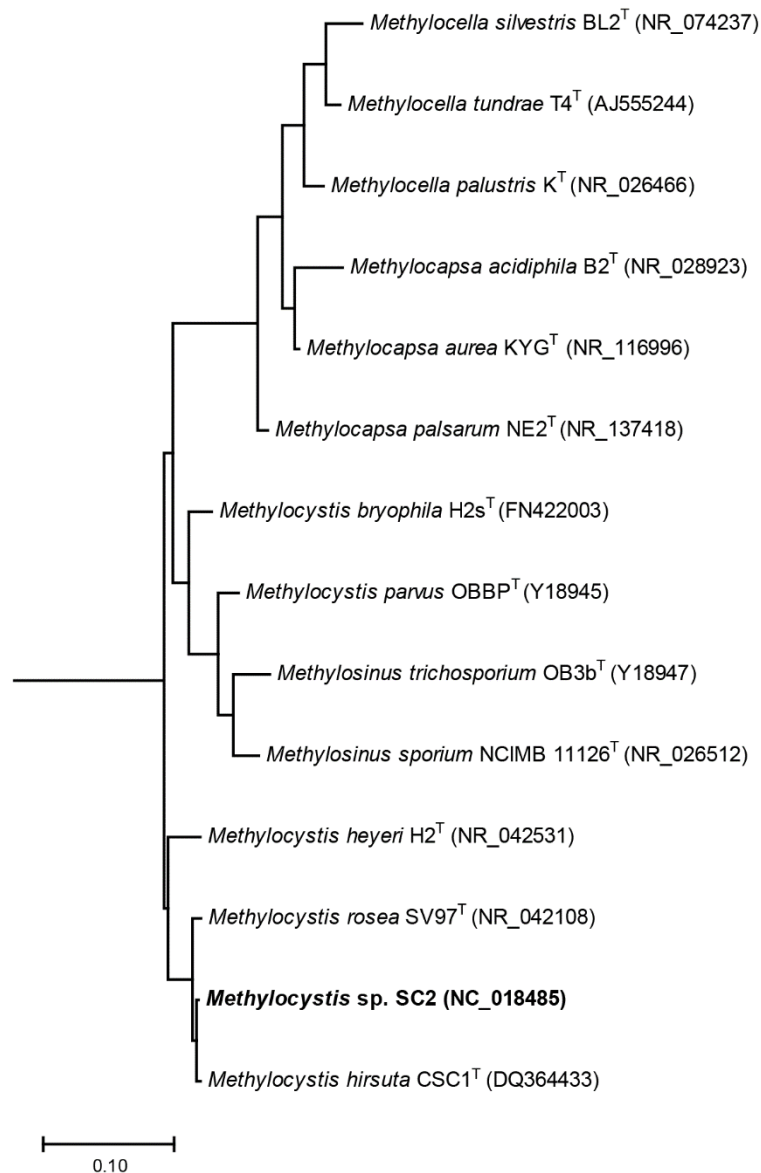 Methylocella silvestris BL2ᵀ (NR_074237)
Methylocella tundrae T4ᵀ (AJ555244)
Methylocella palustris Kᵀ (NR_026466)
Methylocapsa acidiphila B2ᵀ (NR_028923)
Methylocapsa aurea KYGᵀ (NR_116996)
Methylocapsa palsarum NE2ᵀ (NR_137418)
Methylocystis bryophila H2sᵀ (FN422003)
Methylocystis parvus OBBPᵀ (Y18945)
Methylosinus trichosporium OB3bᵀ (Y18947)
Methylosinus sporium NCIMB 11126ᵀ (NR_026512)
Methylocystis heyeri H2ᵀ (NR_042531)
Methylocystis rosea SV97ᵀ (NR_042108)
Methylocystis sp. SC2 (NC_018485)
Methylocystis hirsuta CSC1ᵀ (DQ364433)
0.10